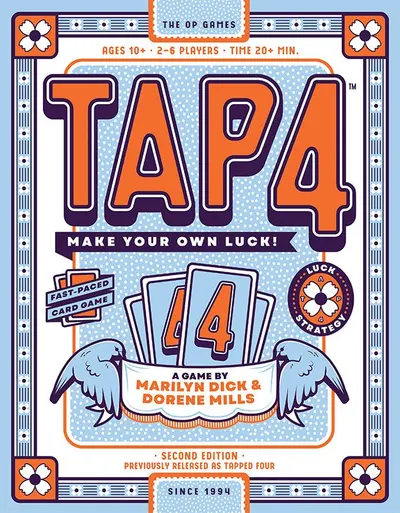 THE OP GAMES
AGES 10+ · 2-6 PLAYERS · TIME 20+ MIN.
TAP4™
MAKE YOUR OWN LUCK!
FAST-PACED
CARD GAME
LUCK
TAP4
STRATEGY
4
4
A GAME BY
MARILYN DICK &
DORENE MILLS
· SECOND EDITION ·
PREVIOUSLY RELEASED AS TAPPED FOUR
SINCE 1994